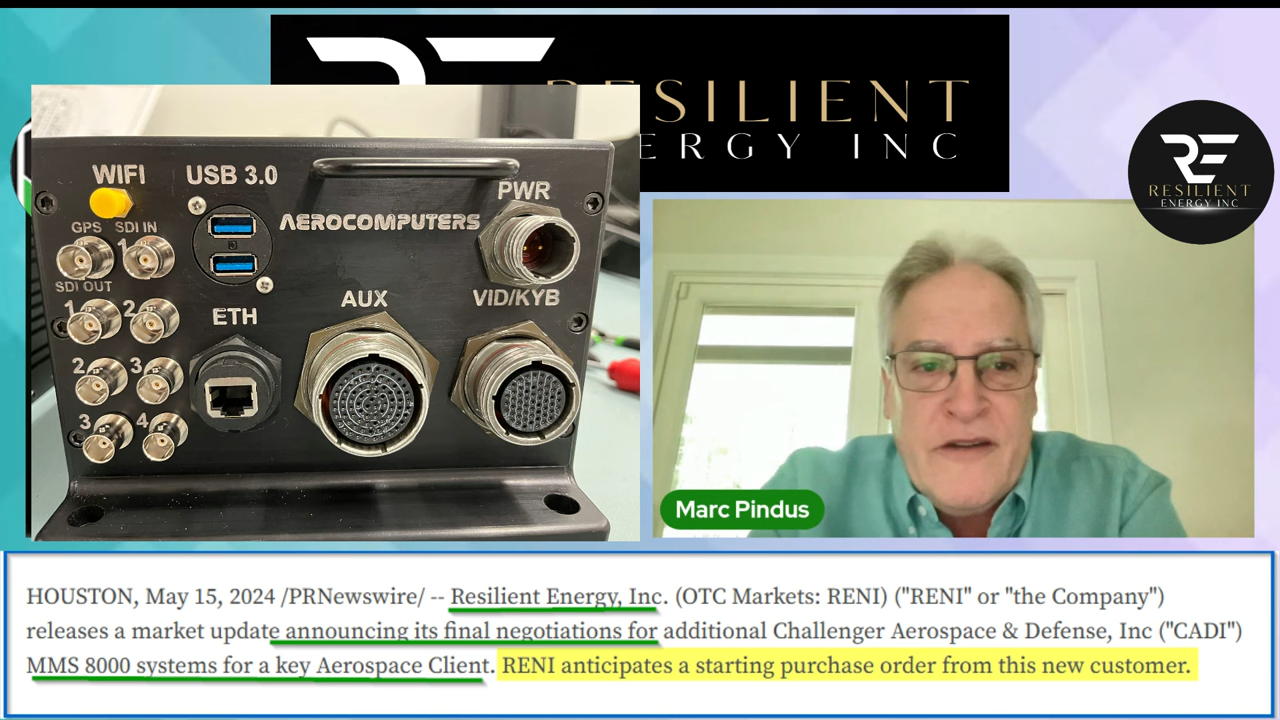 RE
RESILIENT
ERGY INC
WIFI
USB 3.0
PWR
AEROCOMPUTERS
GPS
SDI IN
1
SDI OUT
1
2
ETH
AUX
VID/KYB
2
3
3
4
RE
RESILIENT
ENERGY INC
Marc Pindus
HOUSTON, May 15, 2024 /PRNewswire/ -- Resilient Energy, Inc. (OTC Markets: RENI) ("RENI" or "the Company")
releases a market update announcing its final negotiations for additional Challenger Aerospace & Defense, Inc ("CADI")
MMS 8000 systems for a key Aerospace Client. RENI anticipates a starting purchase order from this new customer.